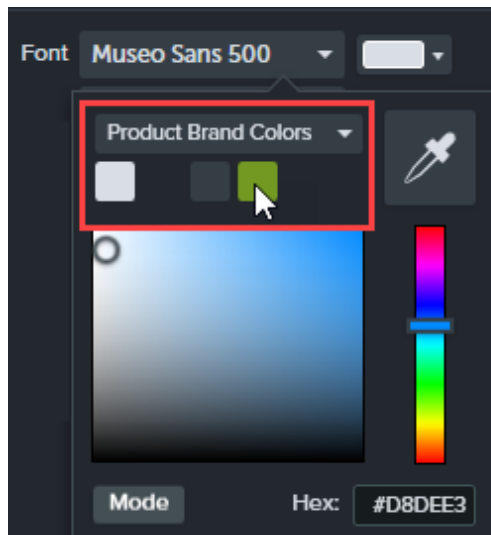 Font Museo Sans 500
Product Brand Colors
Mode Hex: #D8DEE3